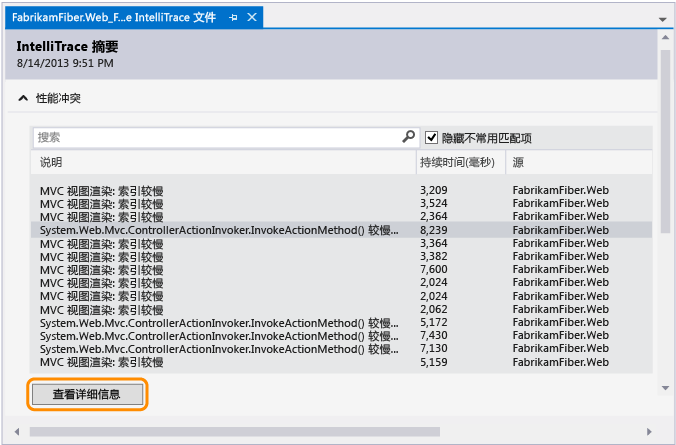 FabrikamFiber.Web_F...e IntelliTrace 文件
IntelliTrace 摘要
8/14/2013 9:51 PM
性能冲突
搜索 隐藏不常用匹配项
说明 持续时间(毫秒) 源
MVC 视图渲染: 索引较慢 3,209 FabrikamFiber.Web
MVC 视图渲染: 索引较慢 3,524 FabrikamFiber.Web
MVC 视图渲染: 索引较慢 2,364 FabrikamFiber.Web
System.Web.Mvc.ControllerActionInvoker.InvokeActionMethod() 较慢... 8,239 FabrikamFiber.Web
MVC 视图渲染: 索引较慢 3,364 FabrikamFiber.Web
MVC 视图渲染: 索引较慢 3,382 FabrikamFiber.Web
MVC 视图渲染: 索引较慢 7,600 FabrikamFiber.Web
MVC 视图渲染: 索引较慢 2,024 FabrikamFiber.Web
MVC 视图渲染: 索引较慢 2,024 FabrikamFiber.Web
MVC 视图渲染: 索引较慢 2,062 FabrikamFiber.Web
System.Web.Mvc.ControllerActionInvoker.InvokeActionMethod() 较慢... 5,172 FabrikamFiber.Web
System.Web.Mvc.ControllerActionInvoker.InvokeActionMethod() 较慢... 7,430 FabrikamFiber.Web
System.Web.Mvc.ControllerActionInvoker.InvokeActionMethod() 较慢... 7,130 FabrikamFiber.Web
MVC 视图渲染: 索引较慢 5,159 FabrikamFiber.Web
查看详细信息